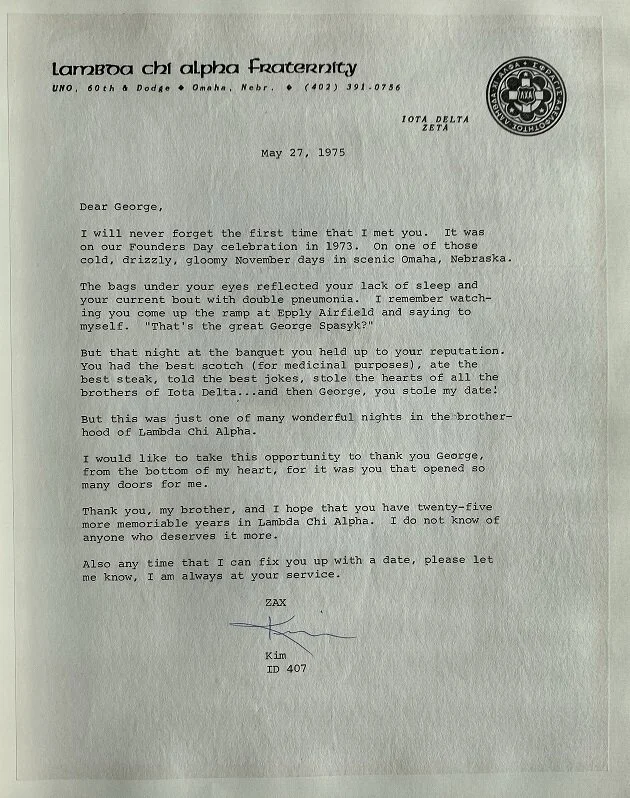 Lambda Chi Alpha Fraternity
UNO, 60th & Dodge ◆ Omaha, Nebr. ◆ (402) 391-0756
IOTA DELTA
ZETA
ΛΧΑ
May 27, 1975
Dear George,
I will never forget the first time that I met you.  It was
on our Founders Day celebration in 1973.  On one of those
cold, drizzly, gloomy November days in scenic Omaha, Nebraska.
The bags under your eyes reflected your lack of sleep and
your current bout with double pneumonia.  I remember watch-
ing you come up the ramp at Epply Airfield and saying to
myself.  "That's the great George Spasyk?"
But that night at the banquet you held up to your reputation.
You had the best scotch (for medicinal purposes), ate the
best steak, told the best jokes, stole the hearts of all the
brothers of Iota Delta...and then George, you stole my date!
But this was just one of many wonderful nights in the brother-
hood of Lambda Chi Alpha.
I would like to take this opportunity to thank you George,
from the bottom of my heart, for it was you that opened so
many doors for me.
Thank you, my brother, and I hope that you have twenty-five
more memoriable years in Lambda Chi Alpha.  I do not know of
anyone who deserves it more.
Also any time that I can fix you up with a date, please let
me know, I am always at your service.
ZAX
Kim
Kim
ID 407